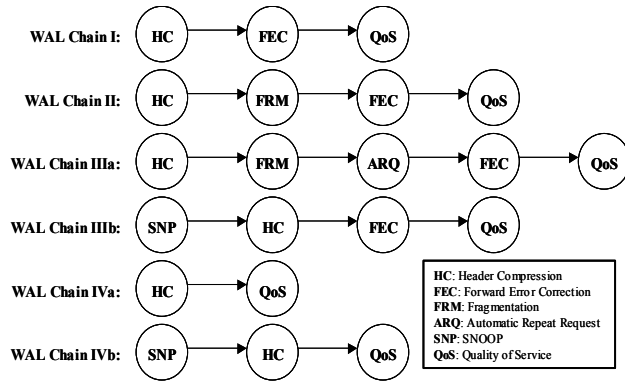 WAL Chain I: HC FEC QoS
WAL Chain II: HC FRM FEC QoS
WAL Chain IIIa: HC FRM ARQ FEC QoS
WAL Chain IIIb: SNP HC FEC QoS
WAL Chain IVa: HC QoS
WAL Chain IVb: SNP HC QoS
HC: Header Compression
FEC: Forward Error Correction
FRM: Fragmentation
ARQ: Automatic Repeat Request
SNP: SNOOP
QoS: Quality of Service